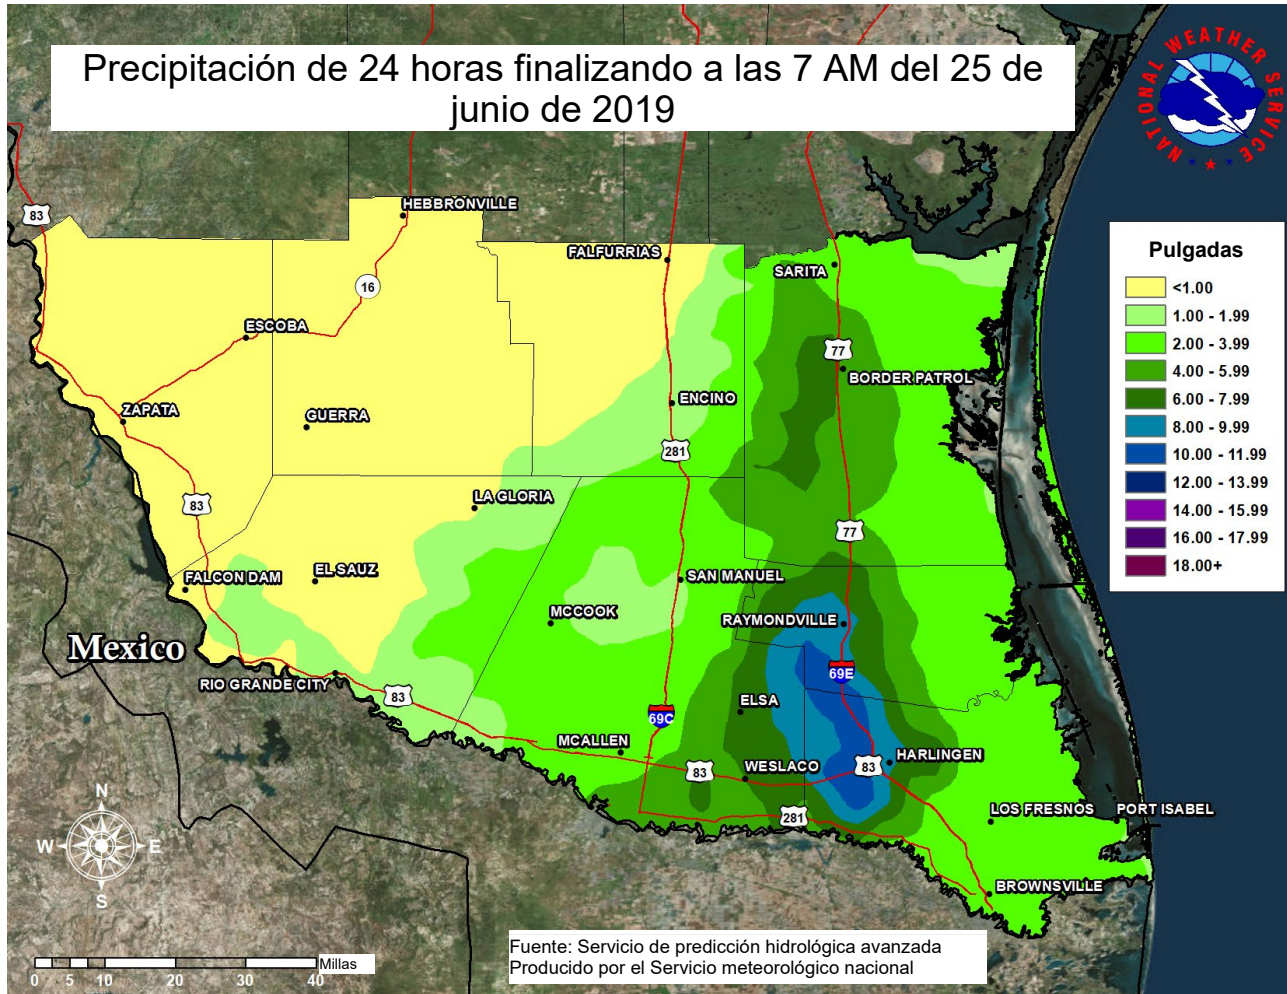 Precipitación de 24 horas finalizando a las 7 AM del 25 de
junio de 2019
NATIONAL WEATHER SERVICE
83
HEBBRONVILLE
FALFURRIAS
SARITA
16
ESCOBA
77
BORDER PATROL
ZAPATA
GUERRA
ENCINO
281
83
LA GLORIA
77
FALCON DAM
EL SAUZ
SAN MANUEL
MCCOOK
RAYMONDVILLE
Mexico
RIO GRANDE CITY
83
69E
ELSA
69C
MCALLEN
83
WESLACO
83
HARLINGEN
281
LOS FRESNOS
PORT ISABEL
BROWNSVILLE
Pulgadas
<1.00
1.00 - 1.99
2.00 - 3.99
4.00 - 5.99
6.00 - 7.99
8.00 - 9.99
10.00 - 11.99
12.00 - 13.99
14.00 - 15.99
16.00 - 17.99
18.00+
N
W E
S
Millas
0 5 10 20 30 40
Fuente: Servicio de predicción hidrológica avanzada
Producido por el Servicio meteorológico nacional